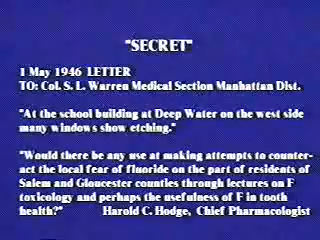 "SECRET"
1 May 1946 LETTER
TO: Col. S. L. Warren Medical Section Manhattan Dist.
"At the school building at Deep Water on the west side
many windows show etching."
"Would there be any use at making attempts to counter-
act the local fear of fluoride on the part of residents of
Salem and Gloucester counties through lectures on F
toxicology and perhaps the usefulness of F in tooth
health?" Harold C. Hodge, Chief Pharmacologist